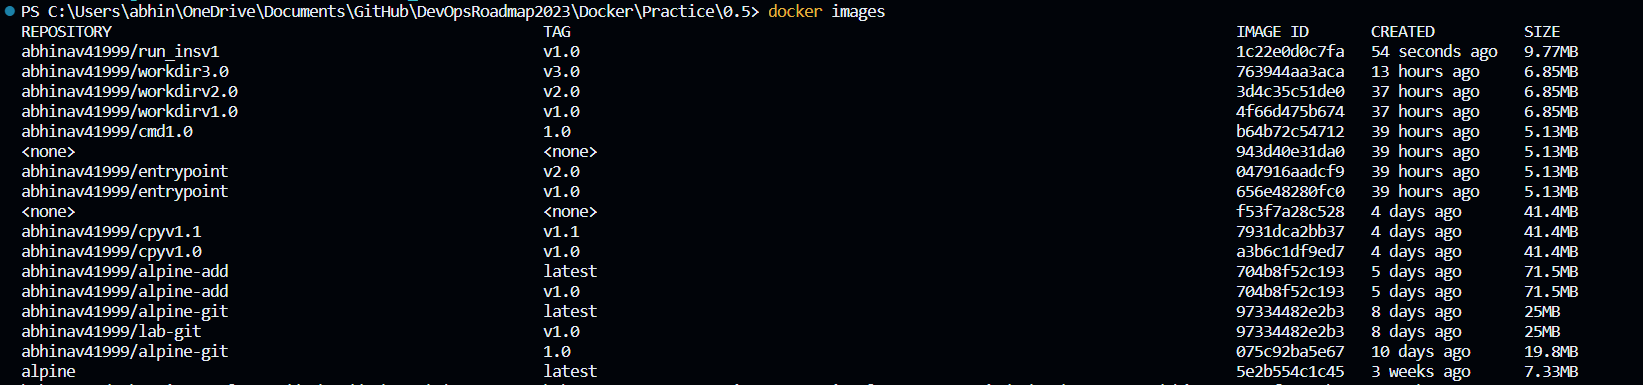 PS C:\Users\abhin\OneDrive\Documents\GitHub\DevOpsRoadmap2023\Docker\Practice\0.5> docker images
REPOSITORY TAG IMAGE ID CREATED SIZE
abhinav41999/run_insv1 v1.0 1c22e0d0c7fa 54 seconds ago 9.77MB
abhinav41999/workdir3.0 v3.0 763944aa3aca 13 hours ago 6.85MB
abhinav41999/workdirv2.0 v2.0 3d4c35c51de0 37 hours ago 6.85MB
abhinav41999/workdirv1.0 v1.0 4f66d475b674 37 hours ago 6.85MB
abhinav41999/cmd1.0 1.0 b64b72c54712 39 hours ago 5.13MB
<none> <none> 943d40e31da0 39 hours ago 5.13MB
abhinav41999/entrypoint v2.0 047916aadcf9 39 hours ago 5.13MB
abhinav41999/entrypoint v1.0 656e48280fc0 39 hours ago 5.13MB
<none> <none> f53f7a28c528 4 days ago 41.4MB
abhinav41999/cpyv1.1 v1.1 7931dca2bb37 4 days ago 41.4MB
abhinav41999/cpyv1.0 v1.0 a3b6c1df9ed7 4 days ago 41.4MB
abhinav41999/alpine-add latest 704b8f52c193 5 days ago 71.5MB
abhinav41999/alpine-add v1.0 704b8f52c193 5 days ago 71.5MB
abhinav41999/alpine-git latest 97334482e2b3 8 days ago 25MB
abhinav41999/lab-git v1.0 97334482e2b3 8 days ago 25MB
abhinav41999/alpine-git 1.0 075c92ba5e67 10 days ago 19.8MB
alpine latest 5e2b554c1c45 3 weeks ago 7.33MB